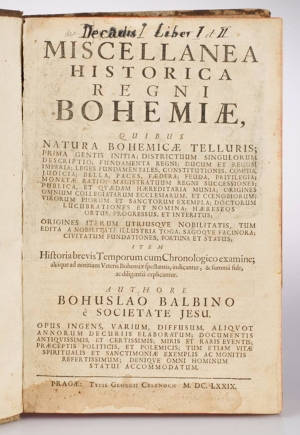 Decadis I Liber I et II
MISCELLANEA
HISTORICA
REGNI
BOHEMIÆ,
QUIBUS
NATURA BOHEMICÆ TELLURIS;
PRIMA GENTIS INITIA; DISTRICTUUM SINGULORUM
DESCRIPTIO, FUNDAMENTA REGNI; DUCUM ET REGUM
IMPERIA; LEGES FUNDAMENTALES, CONSTITUTIONES, COMITIA,
JUDICIA, BELLA, PACES, FÆDERA; FEUDA, PRIVILEGIA;
MONETÆ RATIO; MAGISTRATUUM REGNI SUCCESSIONES;
PUBLICA, ET QUÆDAM HÆREDITARIA MUNIA; ORIGINES
OMNIUM COLLEGIATARUM ECCLESIARUM, ET CŒNOBIORUM;
VIRORUM PIORUM ET SANCTORUM EXEMPLA; DOCTORUM
LUCUBRATIONES ET NOMINA; HÆRESEOS
ORTUS, PROGRESSUS, ET INTERITUS;
ORIGINES ITERUM UTRIUSQUE NOBILITATIS, TUM
EDITA A NOBILITATE ILLUSTRIA TOGA, SAGOQUE FACINORA;
CIVITATUM FUNDATIONES, FORTUNA ET STATUS;
ITEM
Historia brevis Temporum cum Chronologico examine;
aliaque ad notitiam Veteris Bohemiæ spectantia, indicantur, & summa fide,
ac diligentia explicantur.
AUTHORE
BOHUSLAO BALBINO
è SOCIETATE JESU.
OPUS INGENS, VARIUM, DIFFUSUM, ALIQUOT
ANNORUM DECURIIS ELABORATUM; DOCUMENTIS
ANTIQUISSIMIS, ET CERTISSIMIS; MIRIS ET RARIS EVENTIS;
PRÆCEPTIS POLITICIS, ET POLEMICIS; TUM ETIAM VITÆ
SPIRITUALIS ET SANCTIMONIÆ EXEMPLIS AC MONITIS
REFERTISSIMUM; DENIQUE OMNI HOMINUM
STATUI ACCOMMODATUM.
PRAGÆ: TYPIS GEORGII CZERNOCH M. DC. LXXIX.